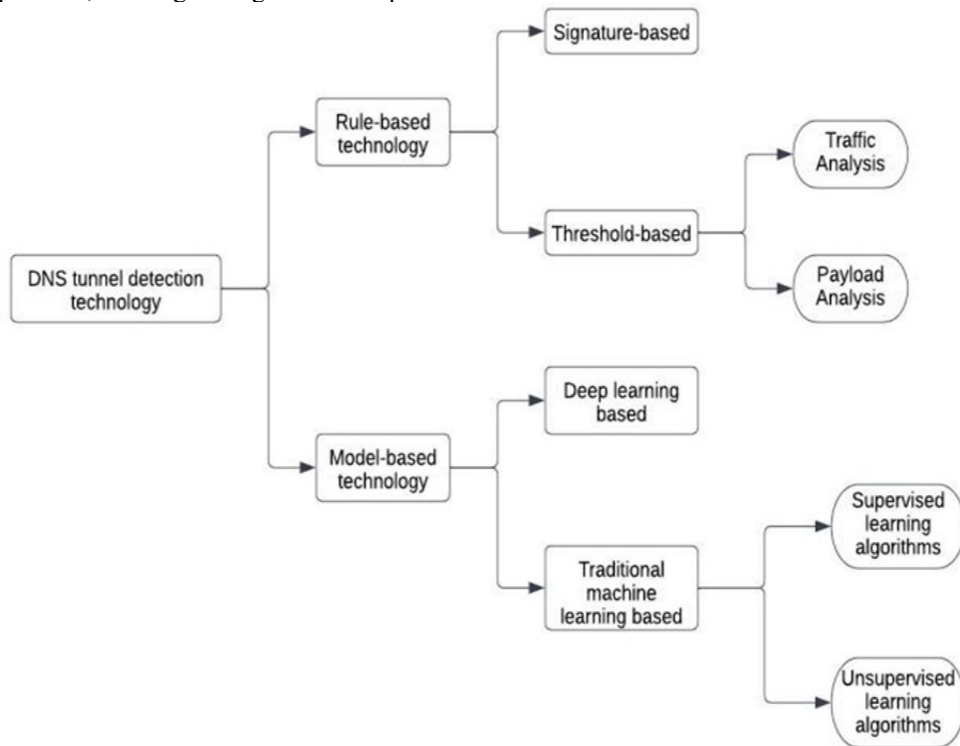 Signature-based
Rule-based
technology
Traffic
Analysis
Threshold-based
DNS tunnel detection
technology
Payload
Analysis
Deep learning
based
Model-based
technology
Supervised
learning
algorithms
Traditional
machine
learning based
Unsupervised
learning
algorithms